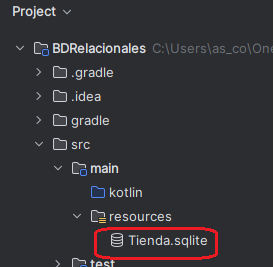 Project
BDRelacionales C:\Users\as_co\One
.gradle
.idea
gradle
src
main
kotlin
resources
Tienda.sqlite
test